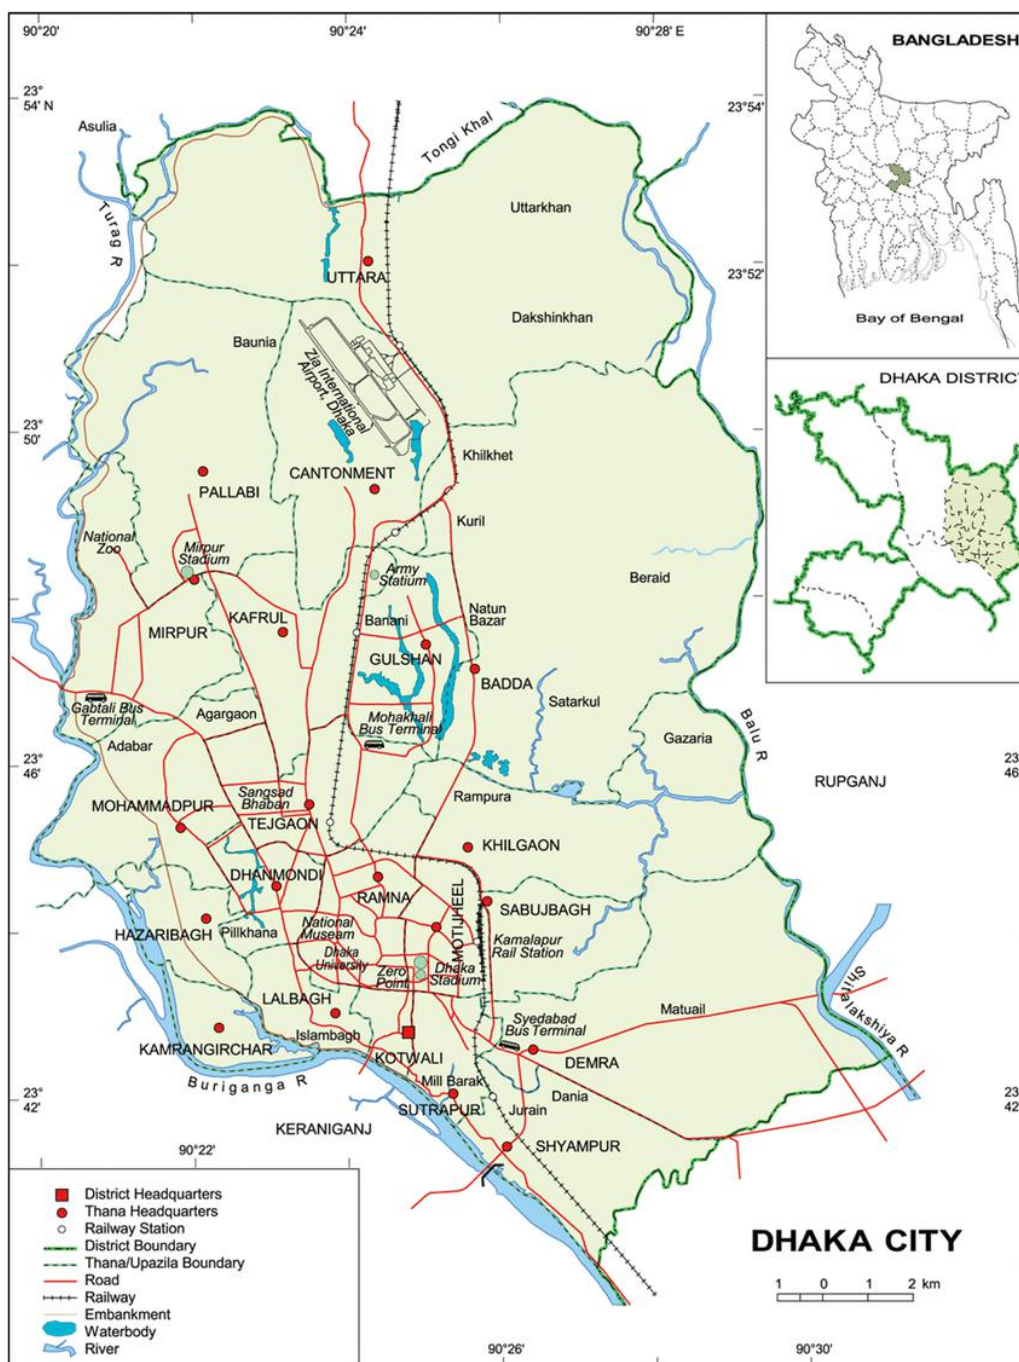 90°20'
90°24'
90°28' E
BANGLADESH
23°
54' N
23°54'
Asulia
Tongi Khal
Turag R
Uttarkhan
UTTARA
23°52'
Dakshinkhan
Baunia
Bay of Bengal
Zia International
Airport, Dhaka
DHAKA DISTRICT
23°
50'
Khilkhet
CANTONMENT
PALLABI
Kuril
National
Zoo
Mirpur
Stadium
Army
Statium
Beraid
Natun
Bazar
Banani
KAFRUL
MIRPUR
GULSHAN
BADDA
Satarkul
Gabtali Bus
Terminal
Agargaon
Mohakhali
Bus Terminal
Adabar
Gazaria
Balu R
23°
46'
23
46
RUPGANJ
Sangsad
Bhaban
Rampura
MOHAMMADPUR
TEJGAON
KHILGAON
DHANMONDI
RAMNA
MOTIJHEEL
SABUJBAGH
HAZARIBAGH
Pillkhana
National
Museam
Kamalapur
Rail Station
Dhaka
University
Zero
Point
Dhaka
Stadium
Shitalakshiya R
LALBAGH
Syedabad
Bus Terminal
Matuail
Islambagh
KAMRANGIRCHAR
KOTWALI
DEMRA
Buriganga R
Mill Barak
Dania
23°
42'
23
42
SUTRAPUR
Jurain
KERANIGANJ
SHYAMPUR
90°22'
District Headquarters
Thana Headquarters
Railway Station
District Boundary
Thana/Upazila Boundary
Road
Railway
Embankment
Waterbody
River
DHAKA CITY
1 0 1 2 km
90°26'
90°30'